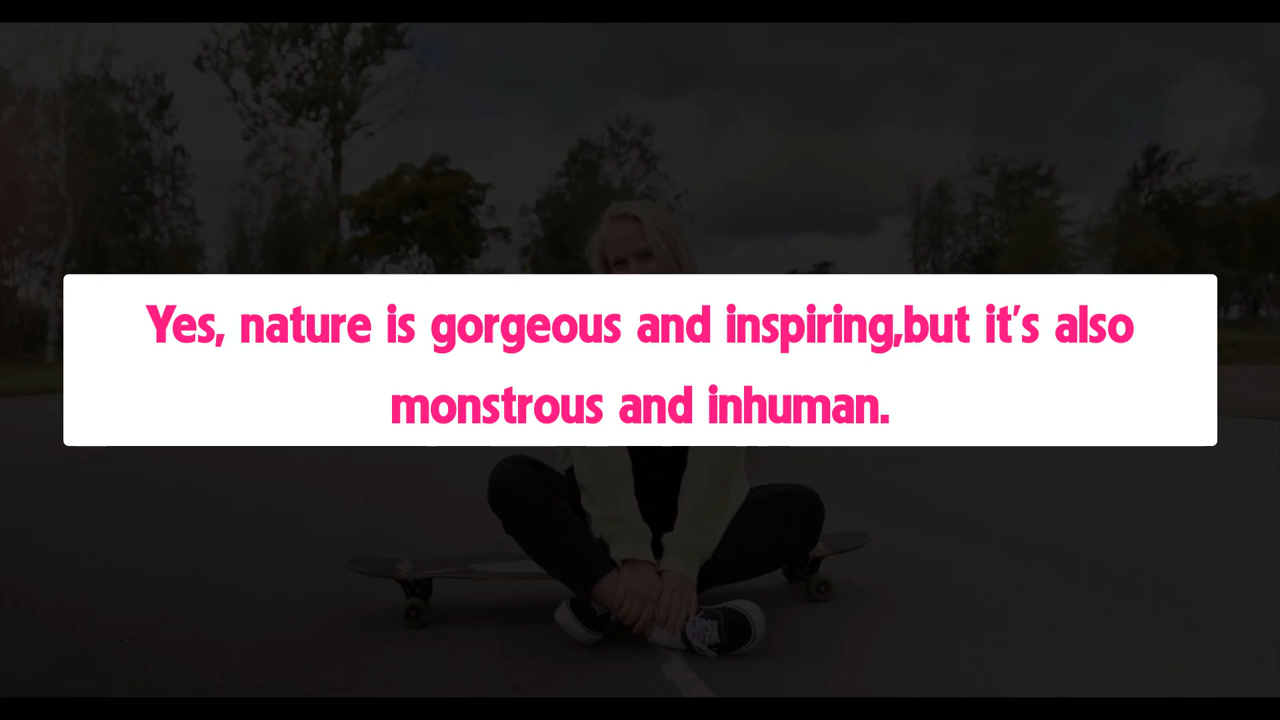 Yes, nature is gorgeous and inspiring,but it's also
monstrous and inhuman.